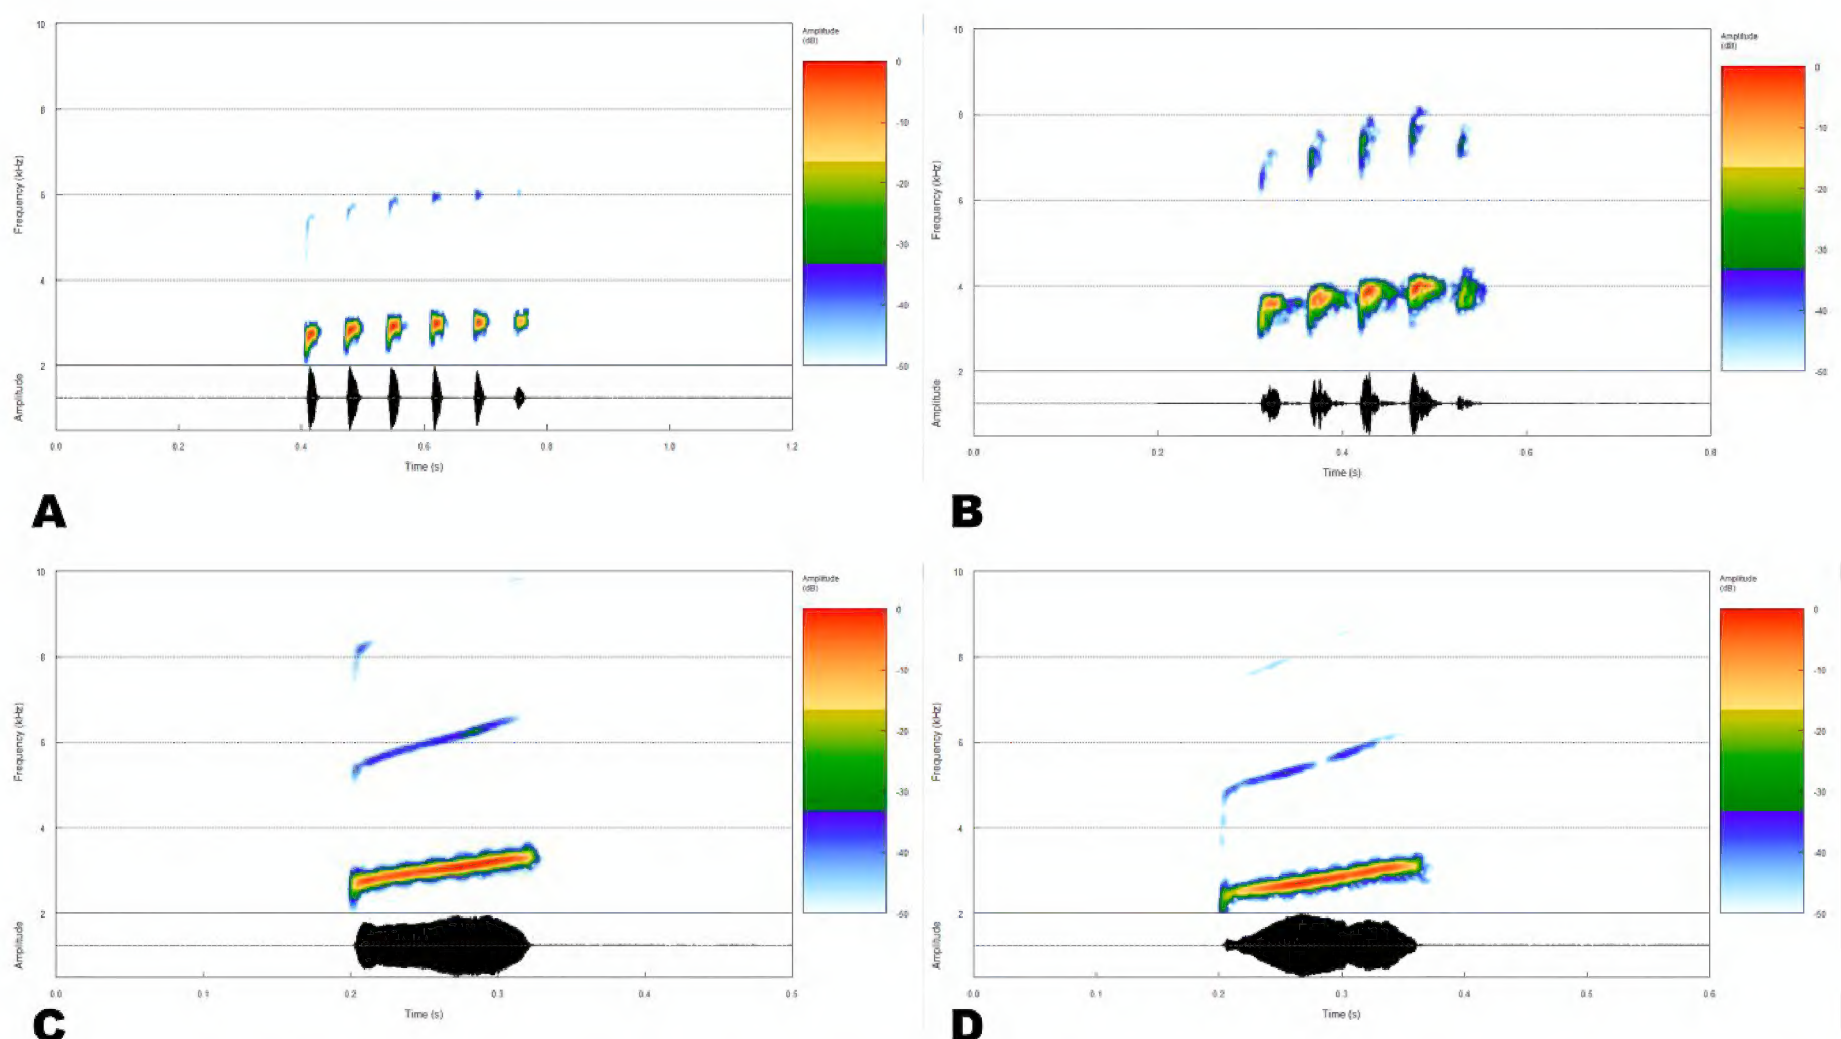 10
8
6
4
2
Frequency (kHz)
Amplitude
0.0
0.2
0.4
0.6
0.8
1.0
1.2
Time (s)
Amplitude
(dB)
0
-10
-20
-30
-40
-50
A
10
8
6
4
2
Frequency (kHz)
Amplitude
0.0
0.2
0.4
0.6
0.8
Time (s)
Amplitude
(dB)
0
-10
-20
-30
-40
-50
B
10
8
6
4
2
Frequency (kHz)
Amplitude
0.0
0.1
0.2
0.3
0.4
0.5
Time (s)
Amplitude
(dB)
0
-10
-20
-30
-40
-50
C
10
8
6
4
2
Frequency (kHz)
Amplitude
0.0
0.1
0.2
0.3
0.4
0.5
0.6
Time (s)
Amplitude
(dB)
0
-10
-20
-30
-40
-50
D